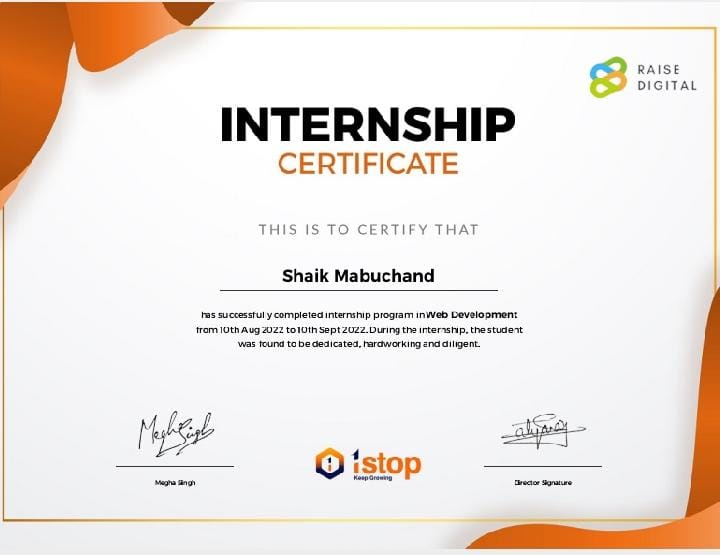 RAISE
DIGITAL
INTERNSHIP
CERTIFICATE
THIS IS TO CERTIFY THAT
Shaik Mabuchand
has successfully completed internship program in Web Development
from 10th Aug 2022 to 10th Sept 2022. During the internship, the student
was found to be dedicated, hardworking and diligent.
Megha Singh
1stop
Keep Growing
Megha Singh
Director Signature